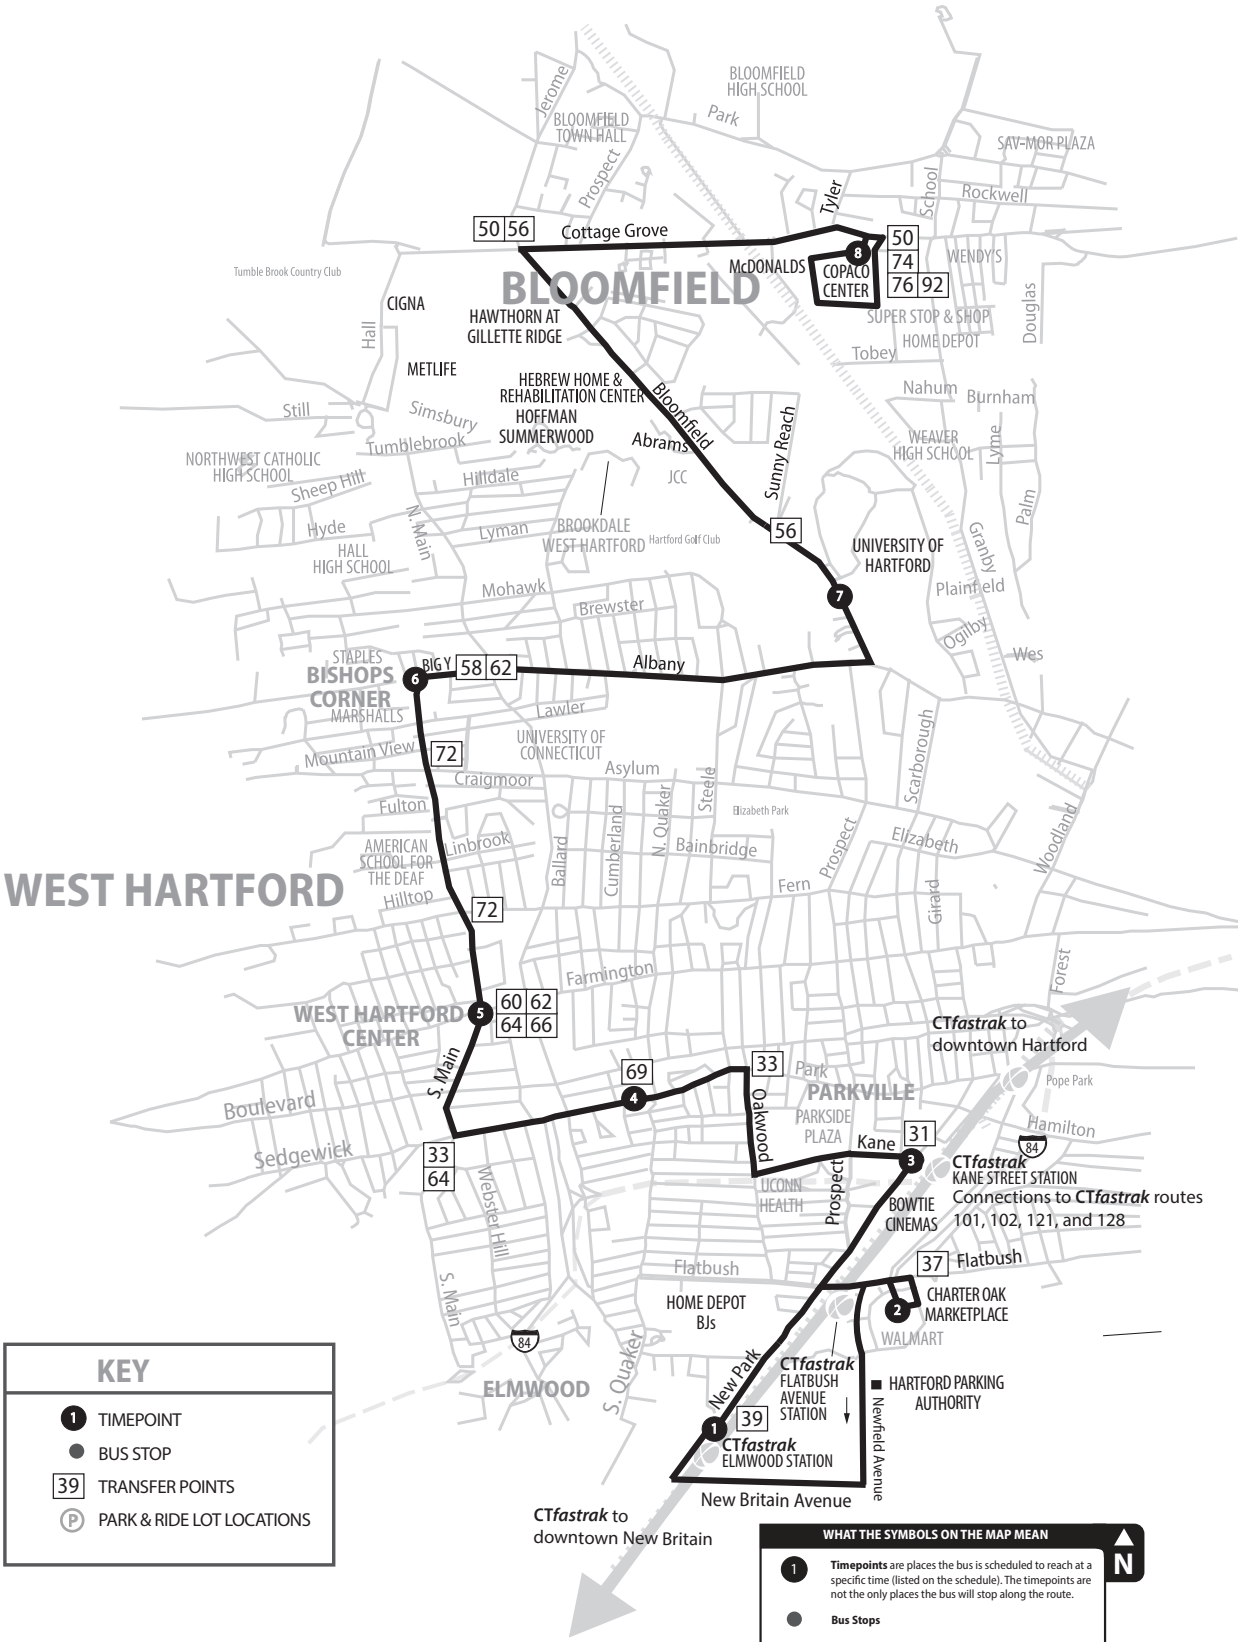 Jerome
BLOOMFIELD
HIGH SCHOOL
Park
BLOOMFIELD
TOWN HALL
SAV-MOR PLAZA
Prospect
Tyler
School
Rockwell
50 56
Cottage Grove
8
50
74
76 92
WENDY'S
McDONALDS
COPACO
CENTER
Tumble Brook Country Club
BLOOMFIELD
CIGNA
HAWTHORN AT
GILLETTE RIDGE
SUPER STOP & SHOP
HOME DEPOT
Douglas
Hall
Tobey
METLIFE
HEBREW HOME &
REHABILITATION CENTER
HOFFMAN
SUMMERWOOD
Bloomfield
Nahum
Burnham
Still
Simsbury
Sunny Reach
Abrams
Tumblebrook
WEAVER
HIGH SCHOOL
Lyme
NORTHWEST CATHOLIC
HIGH SCHOOL
Sheep Hill
Hilldale
JCC
Palm
Hyde
N. Main
Lyman
BROOKDALE
WEST HARTFORD
Hartford Golf Club
56
UNIVERSITY OF
HARTFORD
Granby
HALL
HIGH SCHOOL
Mohawk
Brewster
7
Plainf eld
Ogilby
Wes
STAPLES
BISHOPS
CORNER
MARSHALLS
6
BIG Y
58 62
Albany
Lawler
Mountain View
72
UNIVERSITY OF
CONNECTICUT
Scarborough
Craigmoor
Asylum
Steele
Fulton
Elizabeth Park
AMERICAN
SCHOOL FOR
THE DEAF
Linbrook
Ballard
Cumberland
N. Quaker
Bainbridge
Prospect
Elizabeth
Woodland
WEST HARTFORD
Hilltop
72
Fern
Girard
Farmington
Forest
WEST HARTFORD
CENTER
5
60 62
64 66
CTfastrak to
downtown Hartford
S. Main
69
4
33
Park
PARKVILLE
Pope Park
Boulevard
Oakwood
PARKSIDE
PLAZA
Hamilton
Sedgewick
33
64
Kane
31
3
84
CTfastrak
KANE STREET STATION
Connections to CTfastrak routes
101, 102, 121, and 128
Webster Hill
UCONN
HEALTH
Prospect
BOWTIE
CINEMAS
Flatbush
37
Flatbush
S. Main
HOME DEPOT
BJs
2
CHARTER OAK
MARKETPLACE
WALMART
84
KEY
1 TIMEPOINT
BUS STOP
39 TRANSFER POINTS
P PARK & RIDE LOT LOCATIONS
ELMWOOD
S. Quaker
New Park
CTfastrak
FLATBUSH
AVENUE
STATION
HARTFORD PARKING
AUTHORITY
Newfield Avenue
39
1
CTfastrak
ELMWOOD STATION
New Britain Avenue
CTfastrak to
downtown New Britain
WHAT THE SYMBOLS ON THE MAP MEAN
N
1 Timepoints are places the bus is scheduled to reach at a
specific time (listed on the schedule). The timepoints are
not the only places the bus will stop along the route.
Bus Stops